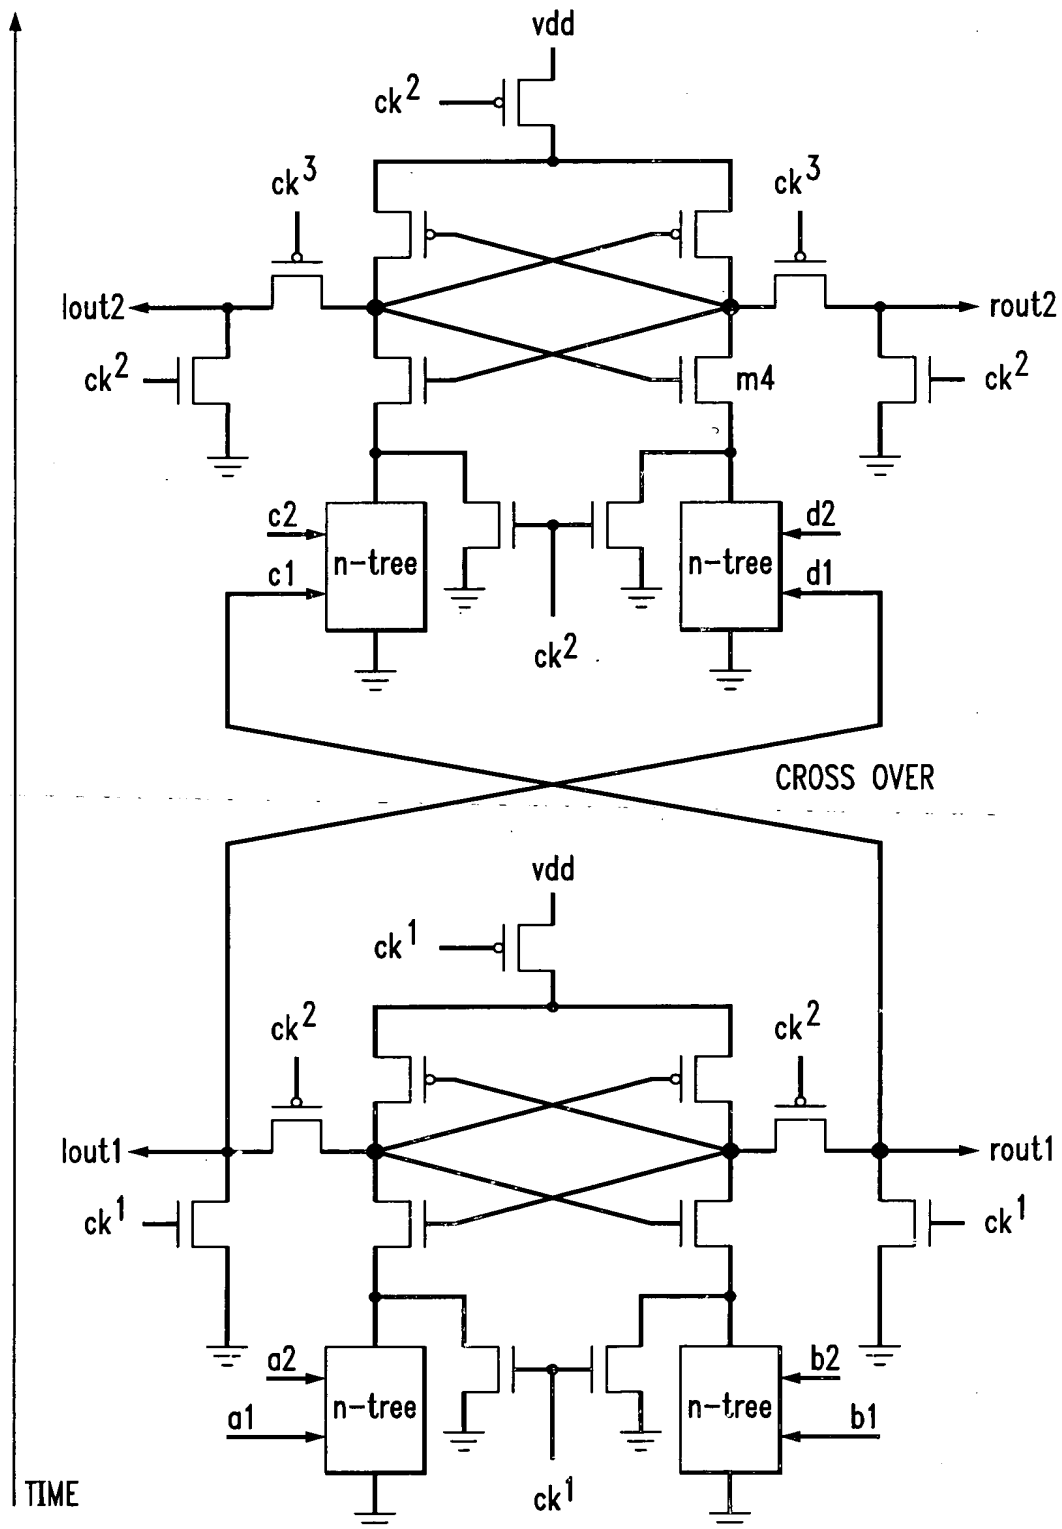 vdd
ck2
ck3
ck3
lout2
rout2
ck2
m4
ck2
c2
n-tree
n-tree
d2
c1
d1
ck2
CROSS OVER
vdd
ck1
ck2
ck2
lout1
rout1
ck1
ck1
a2
n-tree
n-tree
b2
a1
b1
ck1
TIME